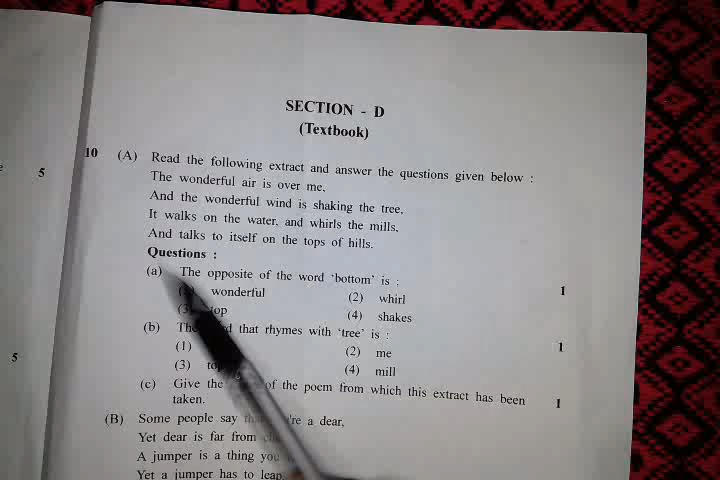 SECTION - D
(Textbook)
10 (A) Read the following extract and answer the questions given below :
5
The wonderful air is over me,
And the wonderful wind is shaking the tree,
It walks on the water, and whirls the mills,
And talks to itself on the tops of hills.
Questions :
(a) The opposite of the word 'bottom' is : 1
wonderful (2) whirl
(3) top (4) shakes
(b) The that rhymes with 'tree' is : 1
(1) (2) me
5
(3) (4) mill
(c) Give the of the poem from which this extract has been
taken. 1
(B) Some people say 're a dear,
Yet dear is far from
A jumper is a thing you
Yet a jumper has to leap